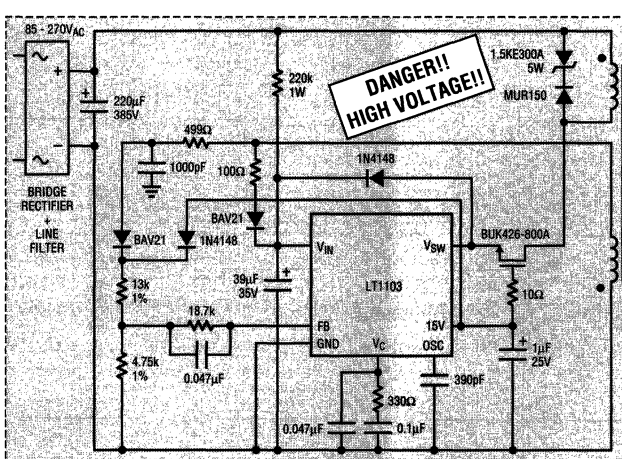 85 - 270VAC
+
–
BRIDGE
RECTIFIER
+
LINE
FILTER
+
220μF
385V
220k
1W
DANGER!!
HIGH VOLTAGE!!
1.5KE300A
5W
MUR150
499Ω
1000pF
100Ω
1N4148
BAV21
BAV21
1N4148
BUK426-800A
VIN
VSW
LT1103
39μF
35V
+
10Ω
13k
1%
18.7k
FB
GND
VC
15V
OSC
+
1μF
25V
4.75k
1%
0.047μF
390pF
330Ω
0.047μF
0.1μF